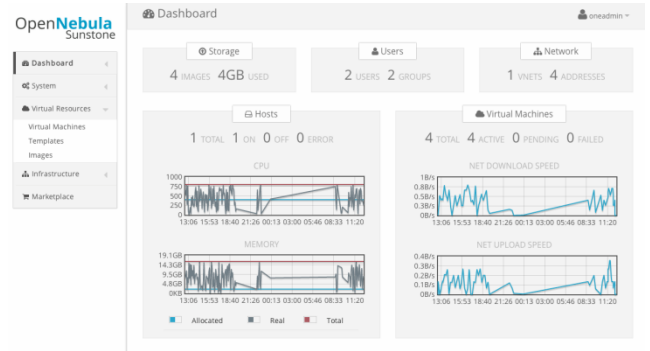 OpenNebula
Sunstone
Dashboard
System
Virtual Resources
Virtual Machines
Templates
Images
Infrastructure
Marketplace
Dashboard
oneadmin
Storage
4 IMAGES 4GB USED
Users
2 USERS 2 GROUPS
Network
1 VNETS 4 ADDRESSES
Hosts
1 TOTAL 1 ON 0 OFF 0 ERROR
CPU
1000
750
500
250
0
13:06 15:53 18:40 21:26 00:13 03:00 05:46 08:33 11:20
MEMORY
19.1GB
14.3GB
9.5GB
4.8GB
0KB
13:06 15:53 18:40 21:26 00:13 03:00 05:46 08:33 11:20
Allocated Real Total
Virtual Machines
4 TOTAL 4 ACTIVE 0 PENDING 0 FAILED
NET DOWNLOAD SPEED
1B/s
0.8B/s
0.5B/s
0.3B/s
0B/s
13:06 15:53 18:40 21:26 00:13 03:00 05:46 08:33 11:20
NET UPLOAD SPEED
0.4B/s
0.3B/s
0.2B/s
0.1B/s
0B/s
13:06 15:53 18:40 21:26 00:13 03:00 05:46 08:33 11:20